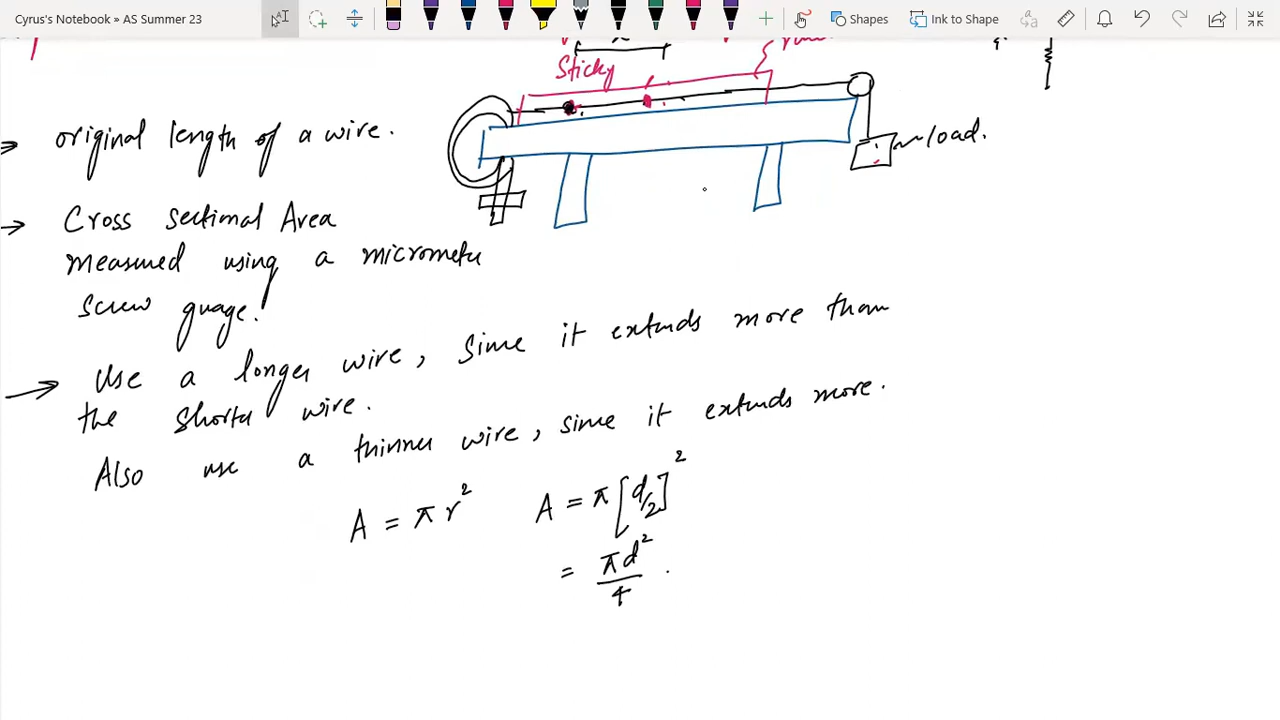 Cyrus's Notebook » AS Summer 23
Shapes
Ink to Shape
Sticky
original length of a wire.
load.
Cross sectional Area
measured using a micrometer
screw guage.
Use a longer wire, since it extends more than
the shorter wire.
Also use a thinner wire, since it extends more.
A = πr² A = π[d/2]²
= πd²/4 .